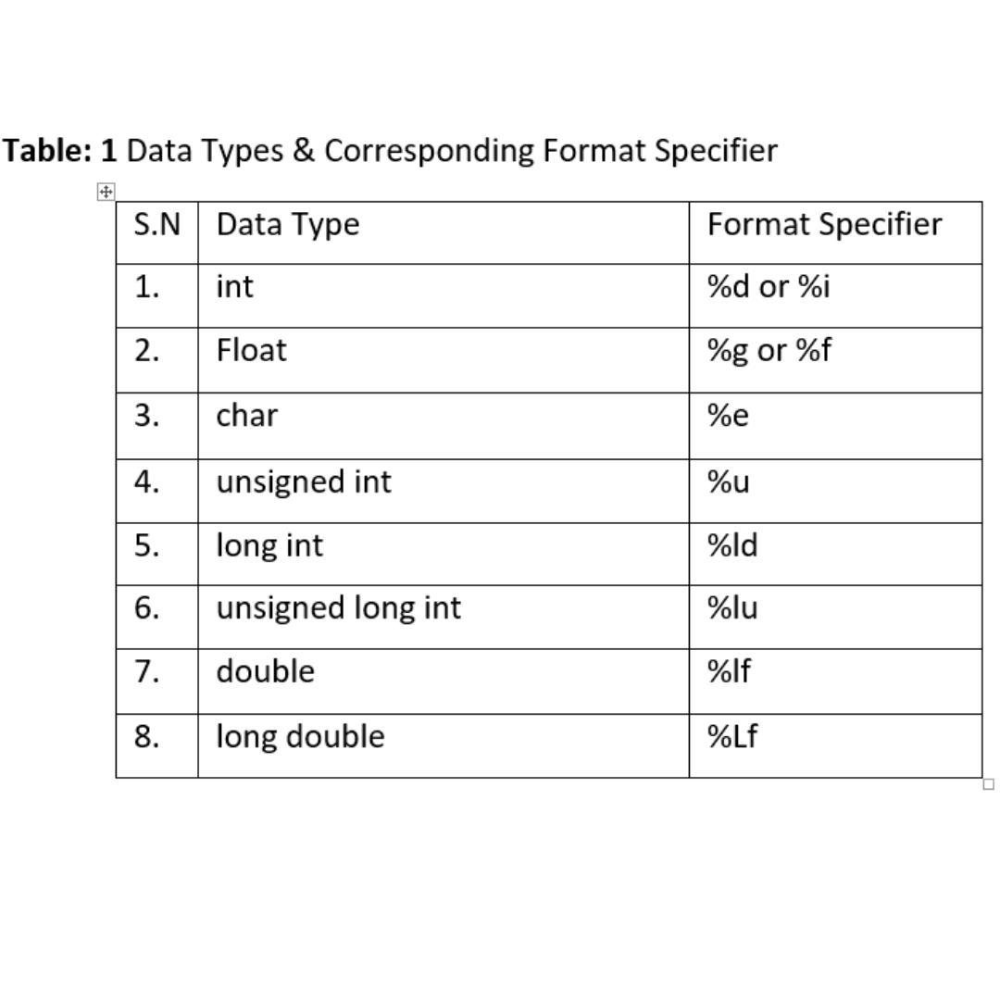 Table: 1 Data Types & Corresponding Format Specifier
S.N Data Type Format Specifier
1. int %d or %i
2. Float %g or %f
3. char %e
4. unsigned int %u
5. long int %ld
6. unsigned long int %lu
7. double %lf
8. long double %Lf